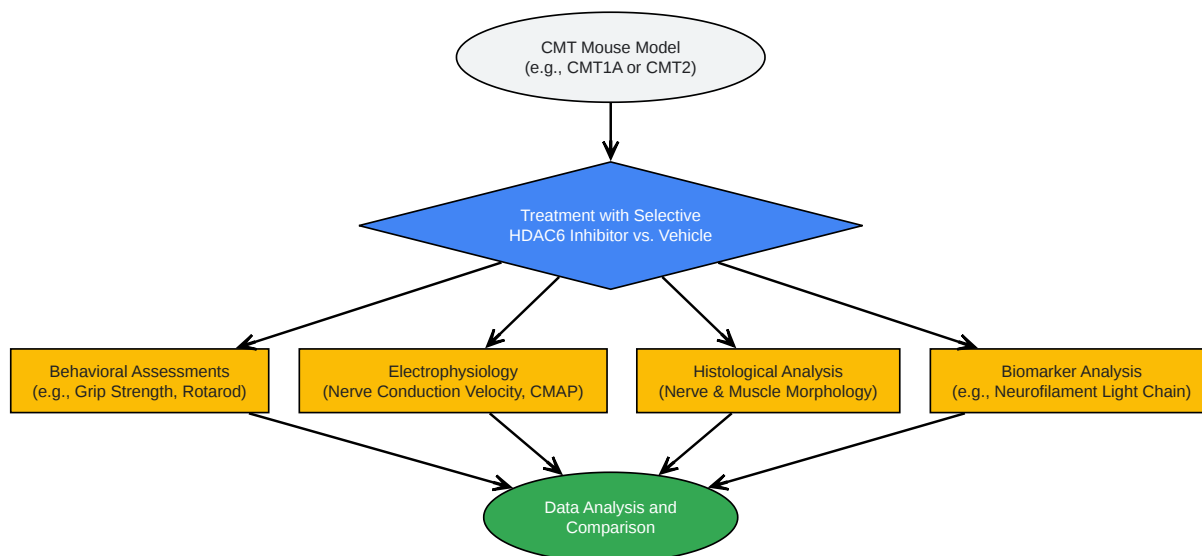 CMT Mouse Model
(e.g., CMT1A or CMT2)
Treatment with Selective
HDAC6 Inhibitor vs. Vehicle
Behavioral Assessments
(e.g., Grip Strength, Rotarod)
Electrophysiology
(Nerve Conduction Velocity, CMAP)
Histological Analysis
(Nerve & Muscle Morphology)
Biomarker Analysis
(e.g., Neurofilament Light Chain)
Data Analysis and
Comparison